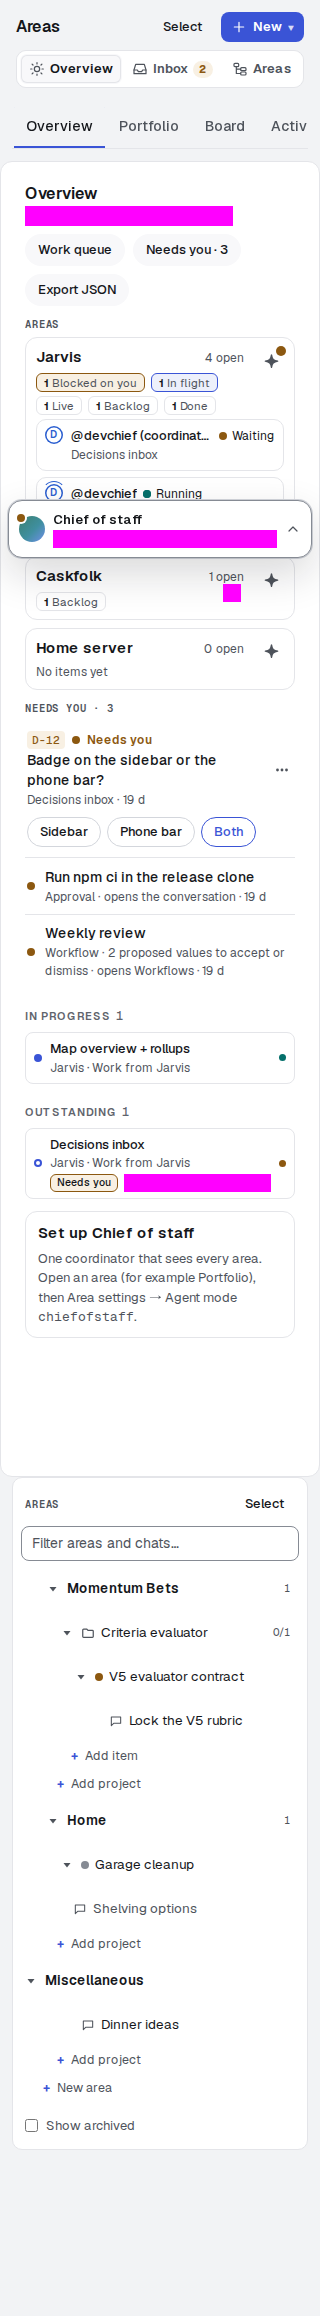 Areas
Select
+ New ▾
Overview
Inbox 2
Areas
Overview
Portfolio
Board
Activ
Overview
Work queue
Needs you · 3
Export JSON
AREAS
Jarvis
4 open
1 Blocked on you
1 In flight
1 Live
1 Backlog
1 Done
D
@devchief (coordinat…
Waiting
Decisions inbox
D
@devchief
Running
Chief of staff
Caskfolk
1 open
1 Backlog
Home server
0 open
No items yet
NEEDS YOU · 3
D-12
Needs you
Badge on the sidebar or the
phone bar?
Decisions inbox · 19 d
Sidebar
Phone bar
Both
Run npm ci in the release clone
Approval · opens the conversation · 19 d
Weekly review
Workflow · 2 proposed values to accept or
dismiss · opens Workflows · 19 d
IN PROGRESS 1
Map overview + rollups
Jarvis · Work from Jarvis
OUTSTANDING 1
Decisions inbox
Jarvis · Work from Jarvis
Needs you
Set up Chief of staff
One coordinator that sees every area.
Open an area (for example Portfolio),
then Area settings → Agent mode
chiefofstaff.
AREAS
Select
Filter areas and chats…
Momentum Bets
1
Criteria evaluator
0/1
V5 evaluator contract
Lock the V5 rubric
+ Add item
+ Add project
Home
1
Garage cleanup
Shelving options
+ Add project
Miscellaneous
Dinner ideas
+ Add project
+ New area
Show archived